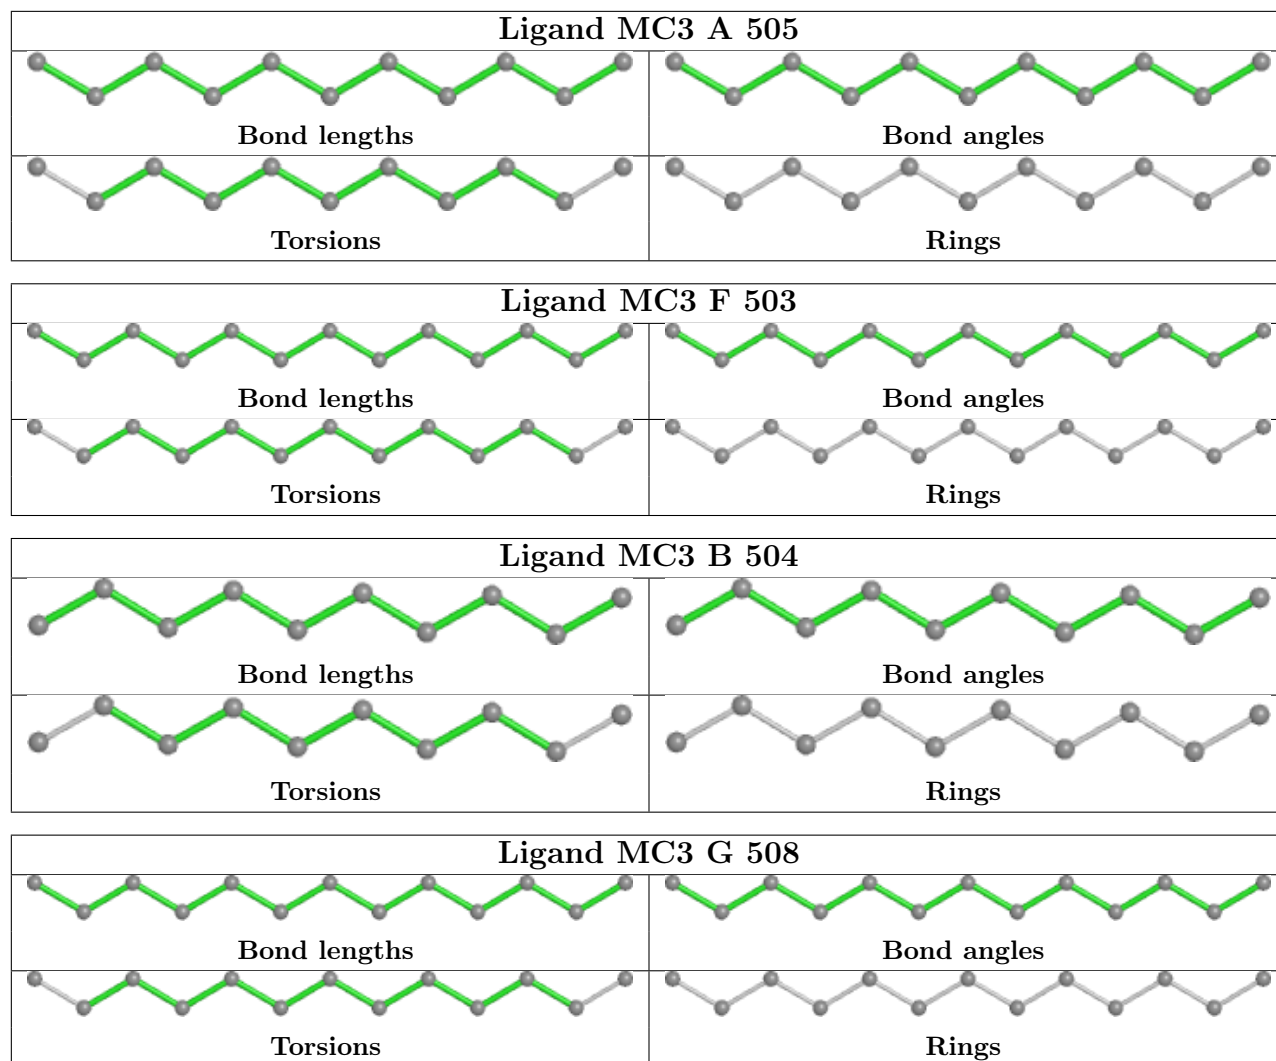 Ligand MC3 A 505
Bond lengths Bond angles
Torsions Rings
Ligand MC3 F 503
Bond lengths Bond angles
Torsions Rings
Ligand MC3 B 504
Bond lengths Bond angles
Torsions Rings
Ligand MC3 G 508
Bond lengths Bond angles
Torsions Rings